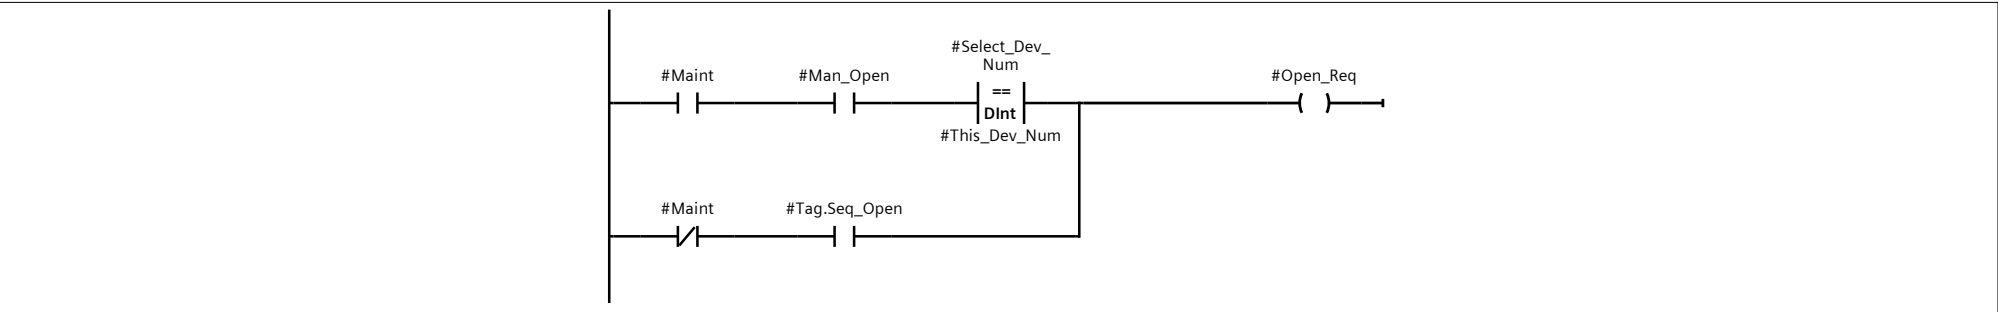 #Select_Dev_
Num
#Maint
#Man_Open
#Open_Req
==
DInt
#This_Dev_Num
#Maint
#Tag.Seq_Open